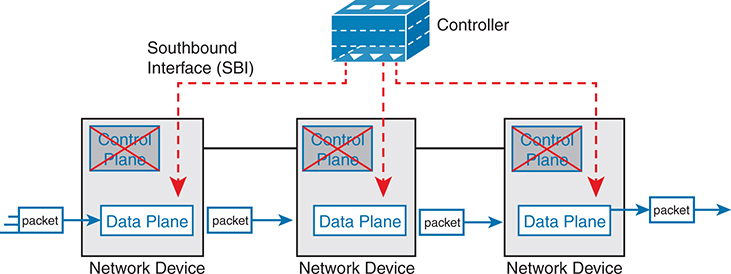 Controller
Southbound
Interface (SBI)
Control
Plane
Control
Plane
Control
Plane
packet
Data Plane
packet
Data Plane
packet
Data Plane
packet
Network Device
Network Device
Network Device